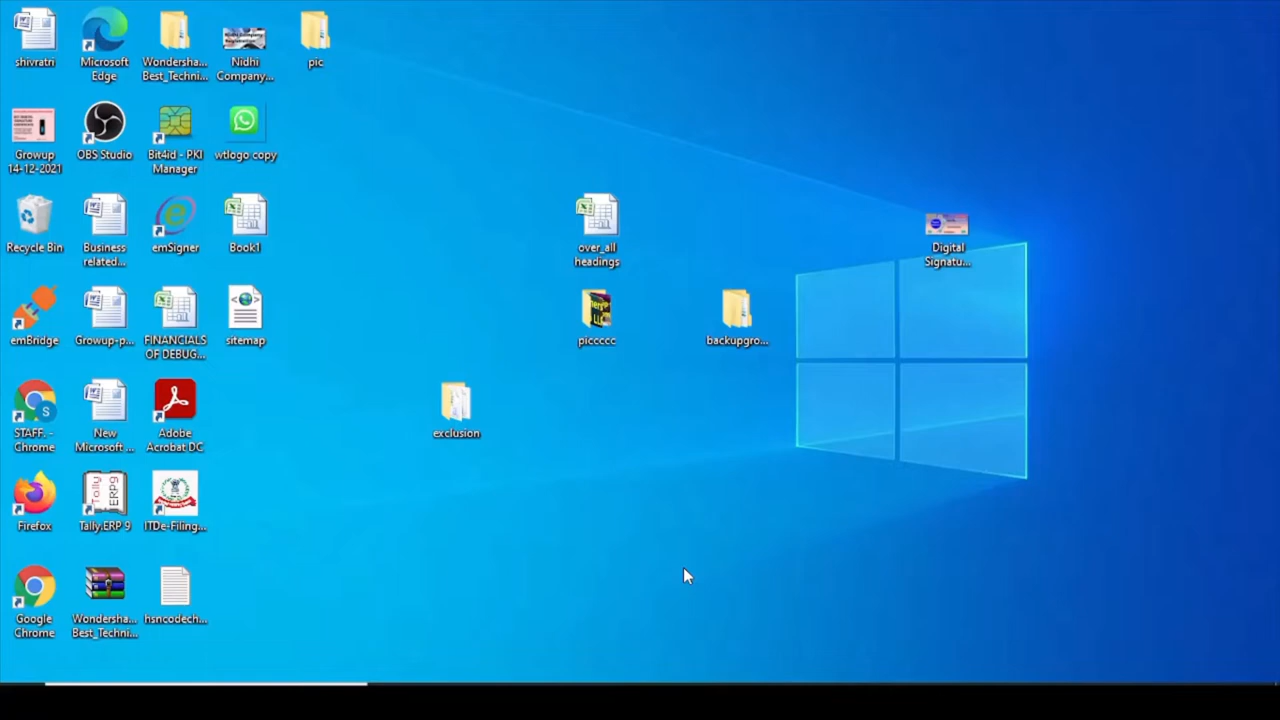 shivratri
Microsoft
Edge
Wondersha...
Best_Techni...
Nidhi
Company...
pic
Growup
14-12-2021
OBS Studio
Bit4id - PKI
Manager
wtlogo copy
Recycle Bin
Business
related...
emSigner
Book1
over_all
headings
Digital
Signatu...
emBridge
Growup-p...
FINANCIALS
OF DEBUG...
sitemap
piccccc
backupgro...
S
STAFF. -
Chrome
New
Microsoft ...
Adobe
Acrobat DC
exclusion
Firefox
Tally
ERP9
Tally.ERP 9
ITDe-Filing...
Google
Chrome
Wondersha...
Best_Techni...
hsncodech...